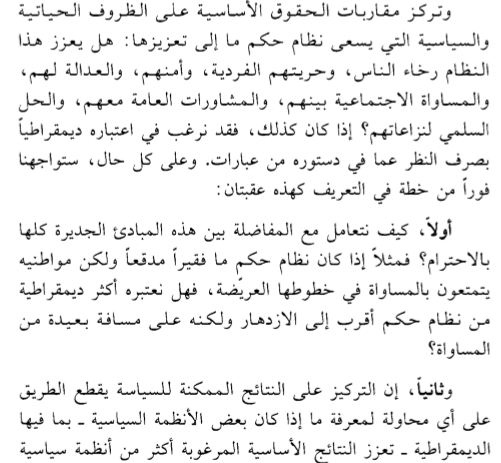 وتركز مقاربات الحقوق الأساسية على الظروف الحياتية
والسياسية التي يسعى نظام حكم ما إلى تعزيزها: هل يعزز هذا
النظام رخاء الناس، وحريتهم الفردية، وأمنهم، والعدالة لهم،
والمساواة الاجتماعية بينهم، والمشاورات العامة معهم، والحل
السلمي لنزاعاتهم؟ إذا كان كذلك، فقد نرغب في اعتباره ديمقراطياً
بصرف النظر عما في دستوره من عبارات. وعلى كل حال، ستواجهنا
فوراً من خطة في التعريف كهذه عقبتان:
أولاً، كيف نتعامل مع المفاضلة بين هذه المبادئ الجديرة كلها
بالاحترام؟ فمثلاً إذا كان نظام حكم ما فقيراً مدقعاً ولكن مواطنيه
يتمتعون بالمساواة في خطوطها العريضة، فهل نعتبره أكثر ديمقراطية
من نظام حكم أقرب إلى الازدهار ولكنه على مسافة بعيدة من
المساواة؟
وثانياً، إن التركيز على النتائج الممكنة للسياسة يقطع الطريق
على أي محاولة لمعرفة ما إذا كان بعض الأنظمة السياسية ـ بما فيها
الديمقراطية ـ تعزز النتائج الأساسية المرغوبة أكثر من أنظمة سياسية